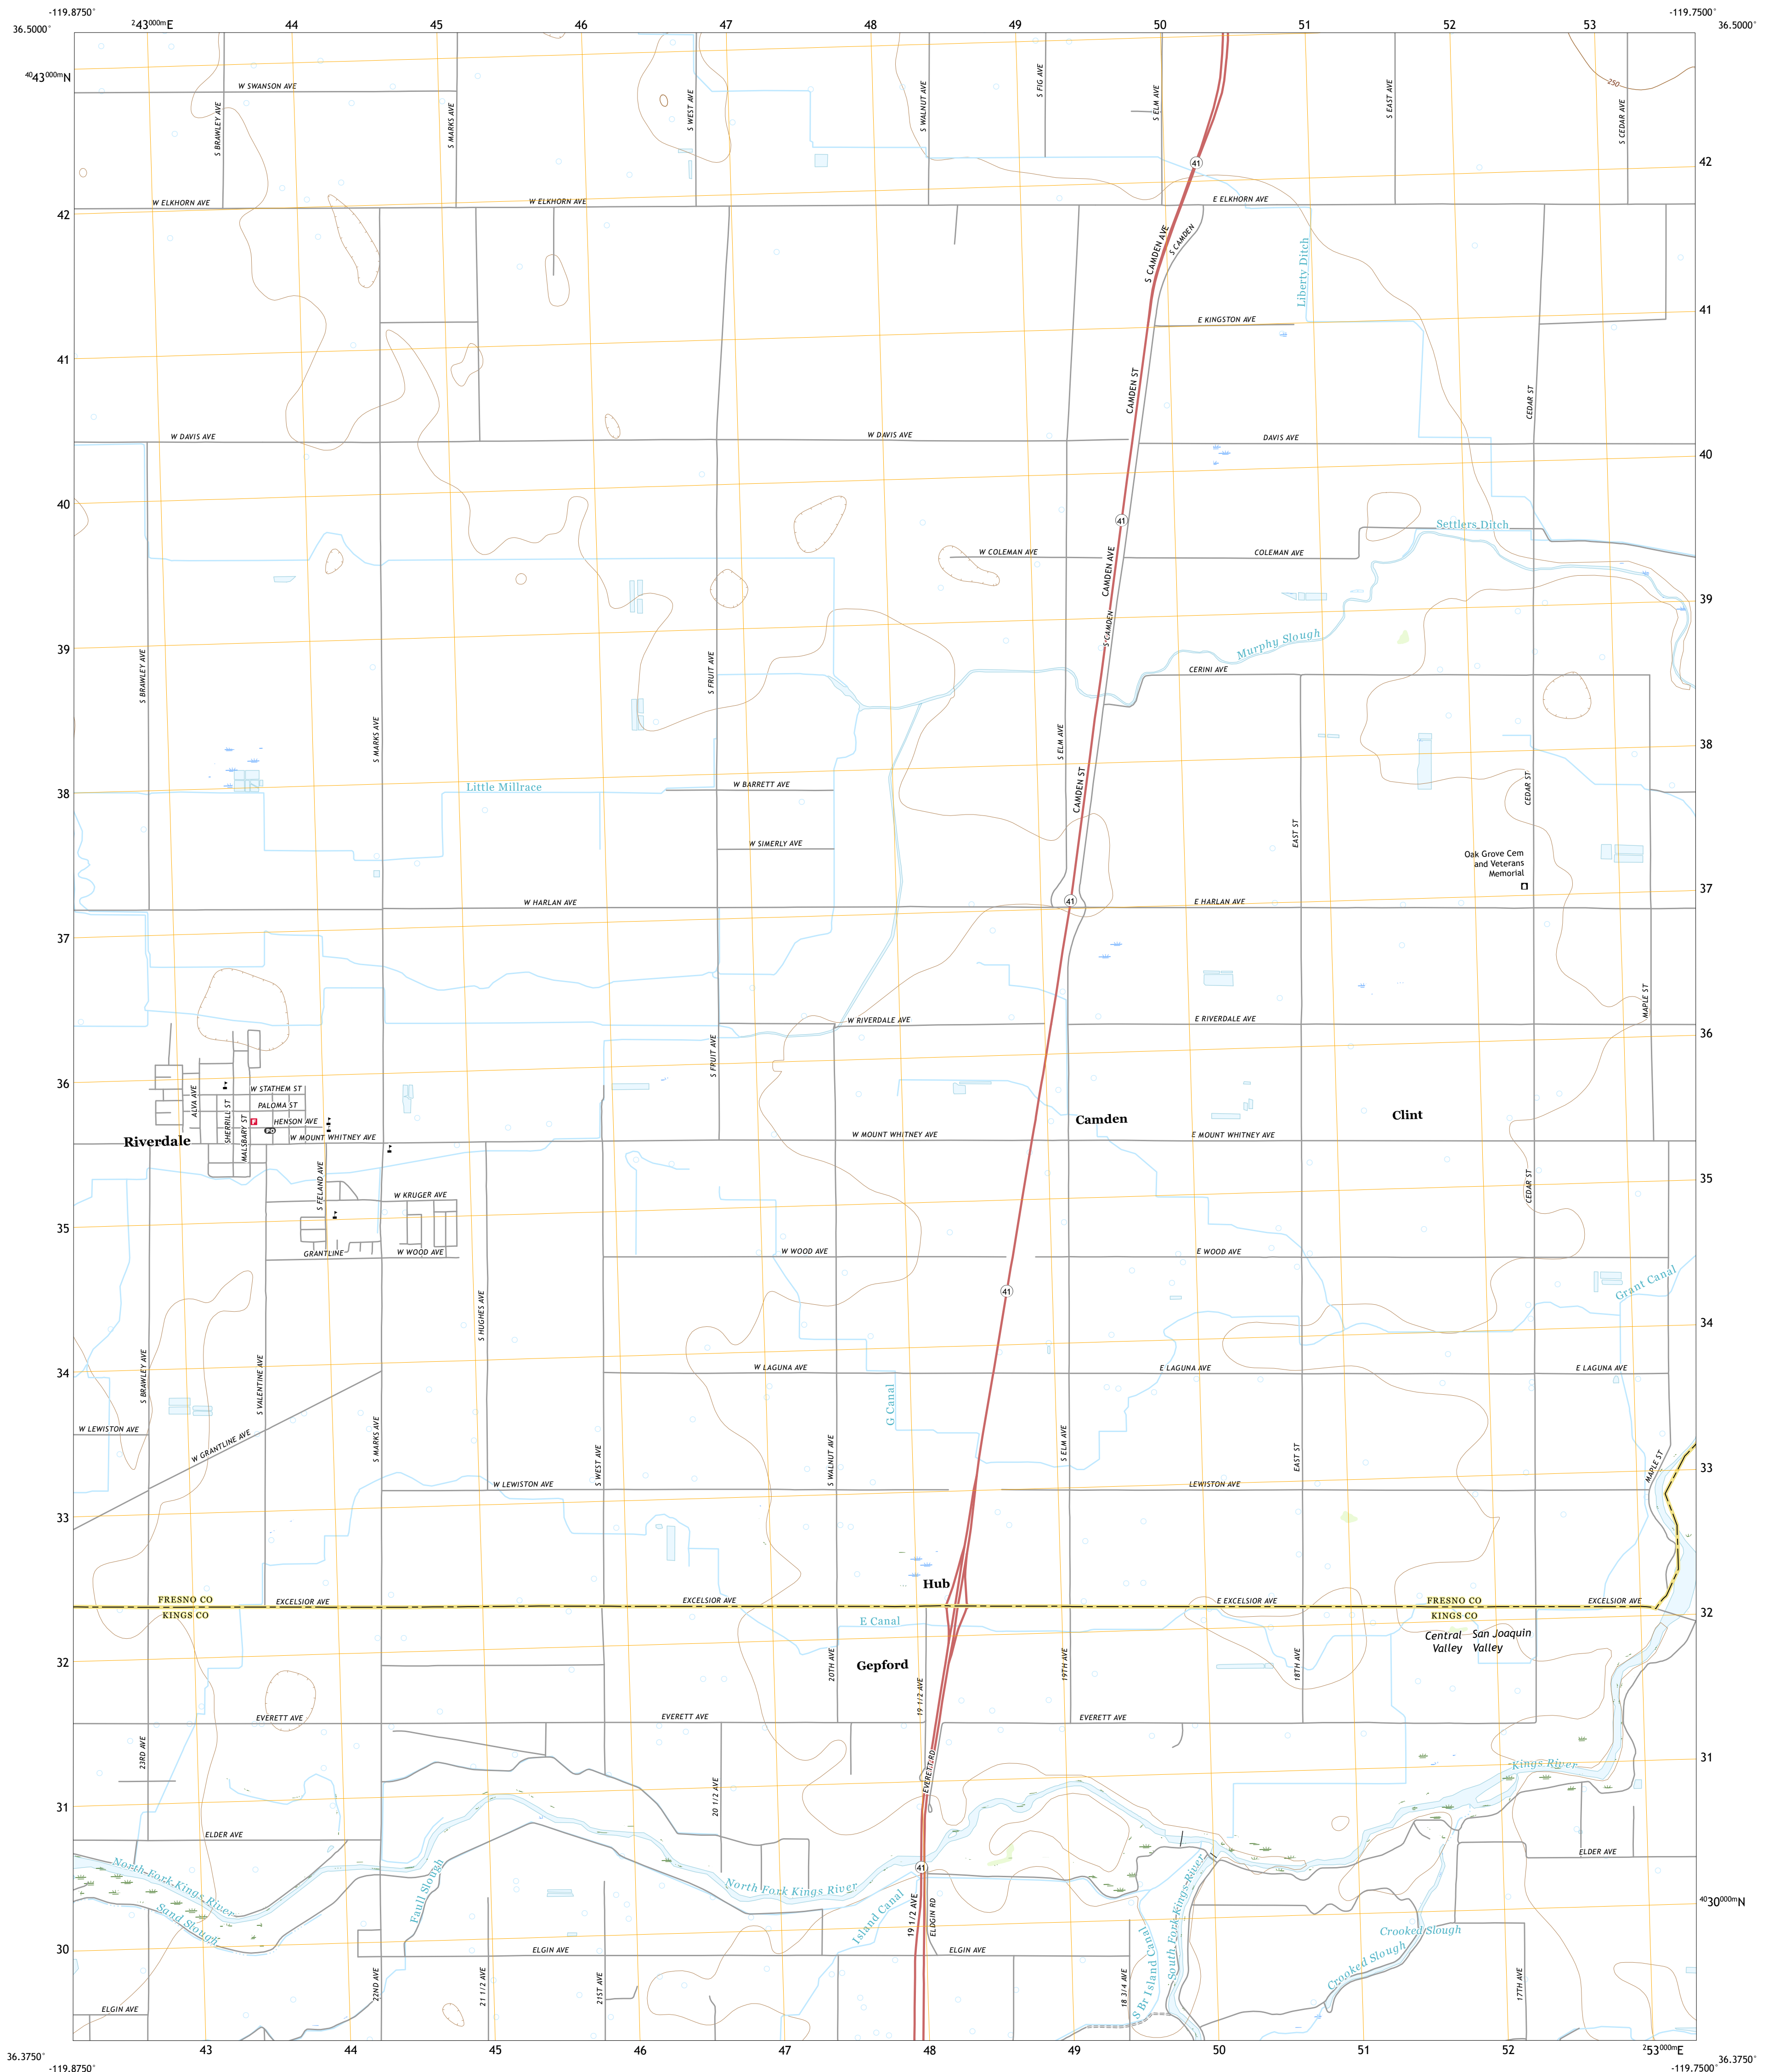 -119.8750°
-119.7500°
36.5000°
²43⁰⁰⁰ᵐE
44
45
46
47
48
49
50
51
52
53
36.5000°
250
⁴⁰43⁰⁰⁰ᵐN
W SWANSON AVE
S BRAWLEY AVE
S MARKS AVE
S WEST AVE
S WALNUT AVE
S FIG AVE
S ELM AVE
S EAST AVE
S CEDAR AVE
41
42
W ELKHORN AVE
W ELKHORN AVE
E ELKHORN AVE
42
S CAMDEN AVE
S CAMDEN
Liberty Ditch
41
E KINGSTON AVE
41
CAMDEN ST
CEDAR ST
W DAVIS AVE
W DAVIS AVE
DAVIS AVE
40
40
41
Settlers Ditch
W COLEMAN AVE
COLEMAN AVE
CAMDEN AVE
39
S CAMDEN
Murphy Slough
39
S BRAWLEY AVE
S FRUIT AVE
CERINI AVE
S MARKS AVE
S ELM AVE
38
38
Little Millrace
W BARRETT AVE
CAMDEN ST
CEDAR ST
W SIMERLY AVE
EAST ST
Oak Grove Cem
and Veterans
Memorial
37
W HARLAN AVE
41
E HARLAN AVE
37
MAPLE ST
W RIVERDALE AVE
E RIVERDALE AVE
36
S FRUIT AVE
36
W STATHEM ST
ALVA AVE
PALOMA ST
SHERRILL ST
MALSBARY ST
F
HENSON AVE
PO
Riverdale
W MOUNT WHITNEY AVE
W MOUNT WHITNEY AVE
Camden
E MOUNT WHITNEY AVE
Clint
35
S FELAND AVE
W KRUGER AVE
CEDAR ST
35
GRANTLINE
W WOOD AVE
W WOOD AVE
E WOOD AVE
41
Grant Canal
S HUGHES AVE
34
34
S BRAWLEY AVE
S VALENTINE AVE
W LAGUNA AVE
E LAGUNA AVE
E LAGUNA AVE
G Canal
W LEWISTON AVE
W GRANTLINE AVE
S MARKS AVE
S WEST AVE
S WALNUT AVE
S ELM AVE
EAST ST
MAPLE ST
33
W LEWISTON AVE
LEWISTON AVE
33
Hub
FRESNO CO
KINGS CO
EXCELSIOR AVE
EXCELSIOR AVE
E EXCELSIOR AVE
FRESNO CO
KINGS CO
EXCELSIOR AVE
32
E Canal
Central
Valley
San Joaquin
Valley
32
Gepford
20TH AVE
19 1/2 AVE
19TH AVE
18TH AVE
EVERETT AVE
EVERETT AVE
EVERETT AVE
23RD AVE
31
EVERETT RD
Kings River
20 1/2 AVE
31
ELDER AVE
ELDER AVE
North Fork Kings River
Sand Slough
Faull Slough
41
North Fork Kings River
Island Canal
19 1/2 AVE
ELDGIN RD
South Fork Kings River
S Br Island Canal
Crooked Slough
Crooked Slough
⁴⁰30⁰⁰⁰ᵐN
30
ELGIN AVE
ELGIN AVE
22ND AVE
21 1/2 AVE
21ST AVE
18 3/4 AVE
17TH AVE
ELGIN AVE
43
44
45
46
47
48
49
50
51
52
²53⁰⁰⁰ᵐE
36.3750°
36.3750°
-119.8750°
-119.7500°